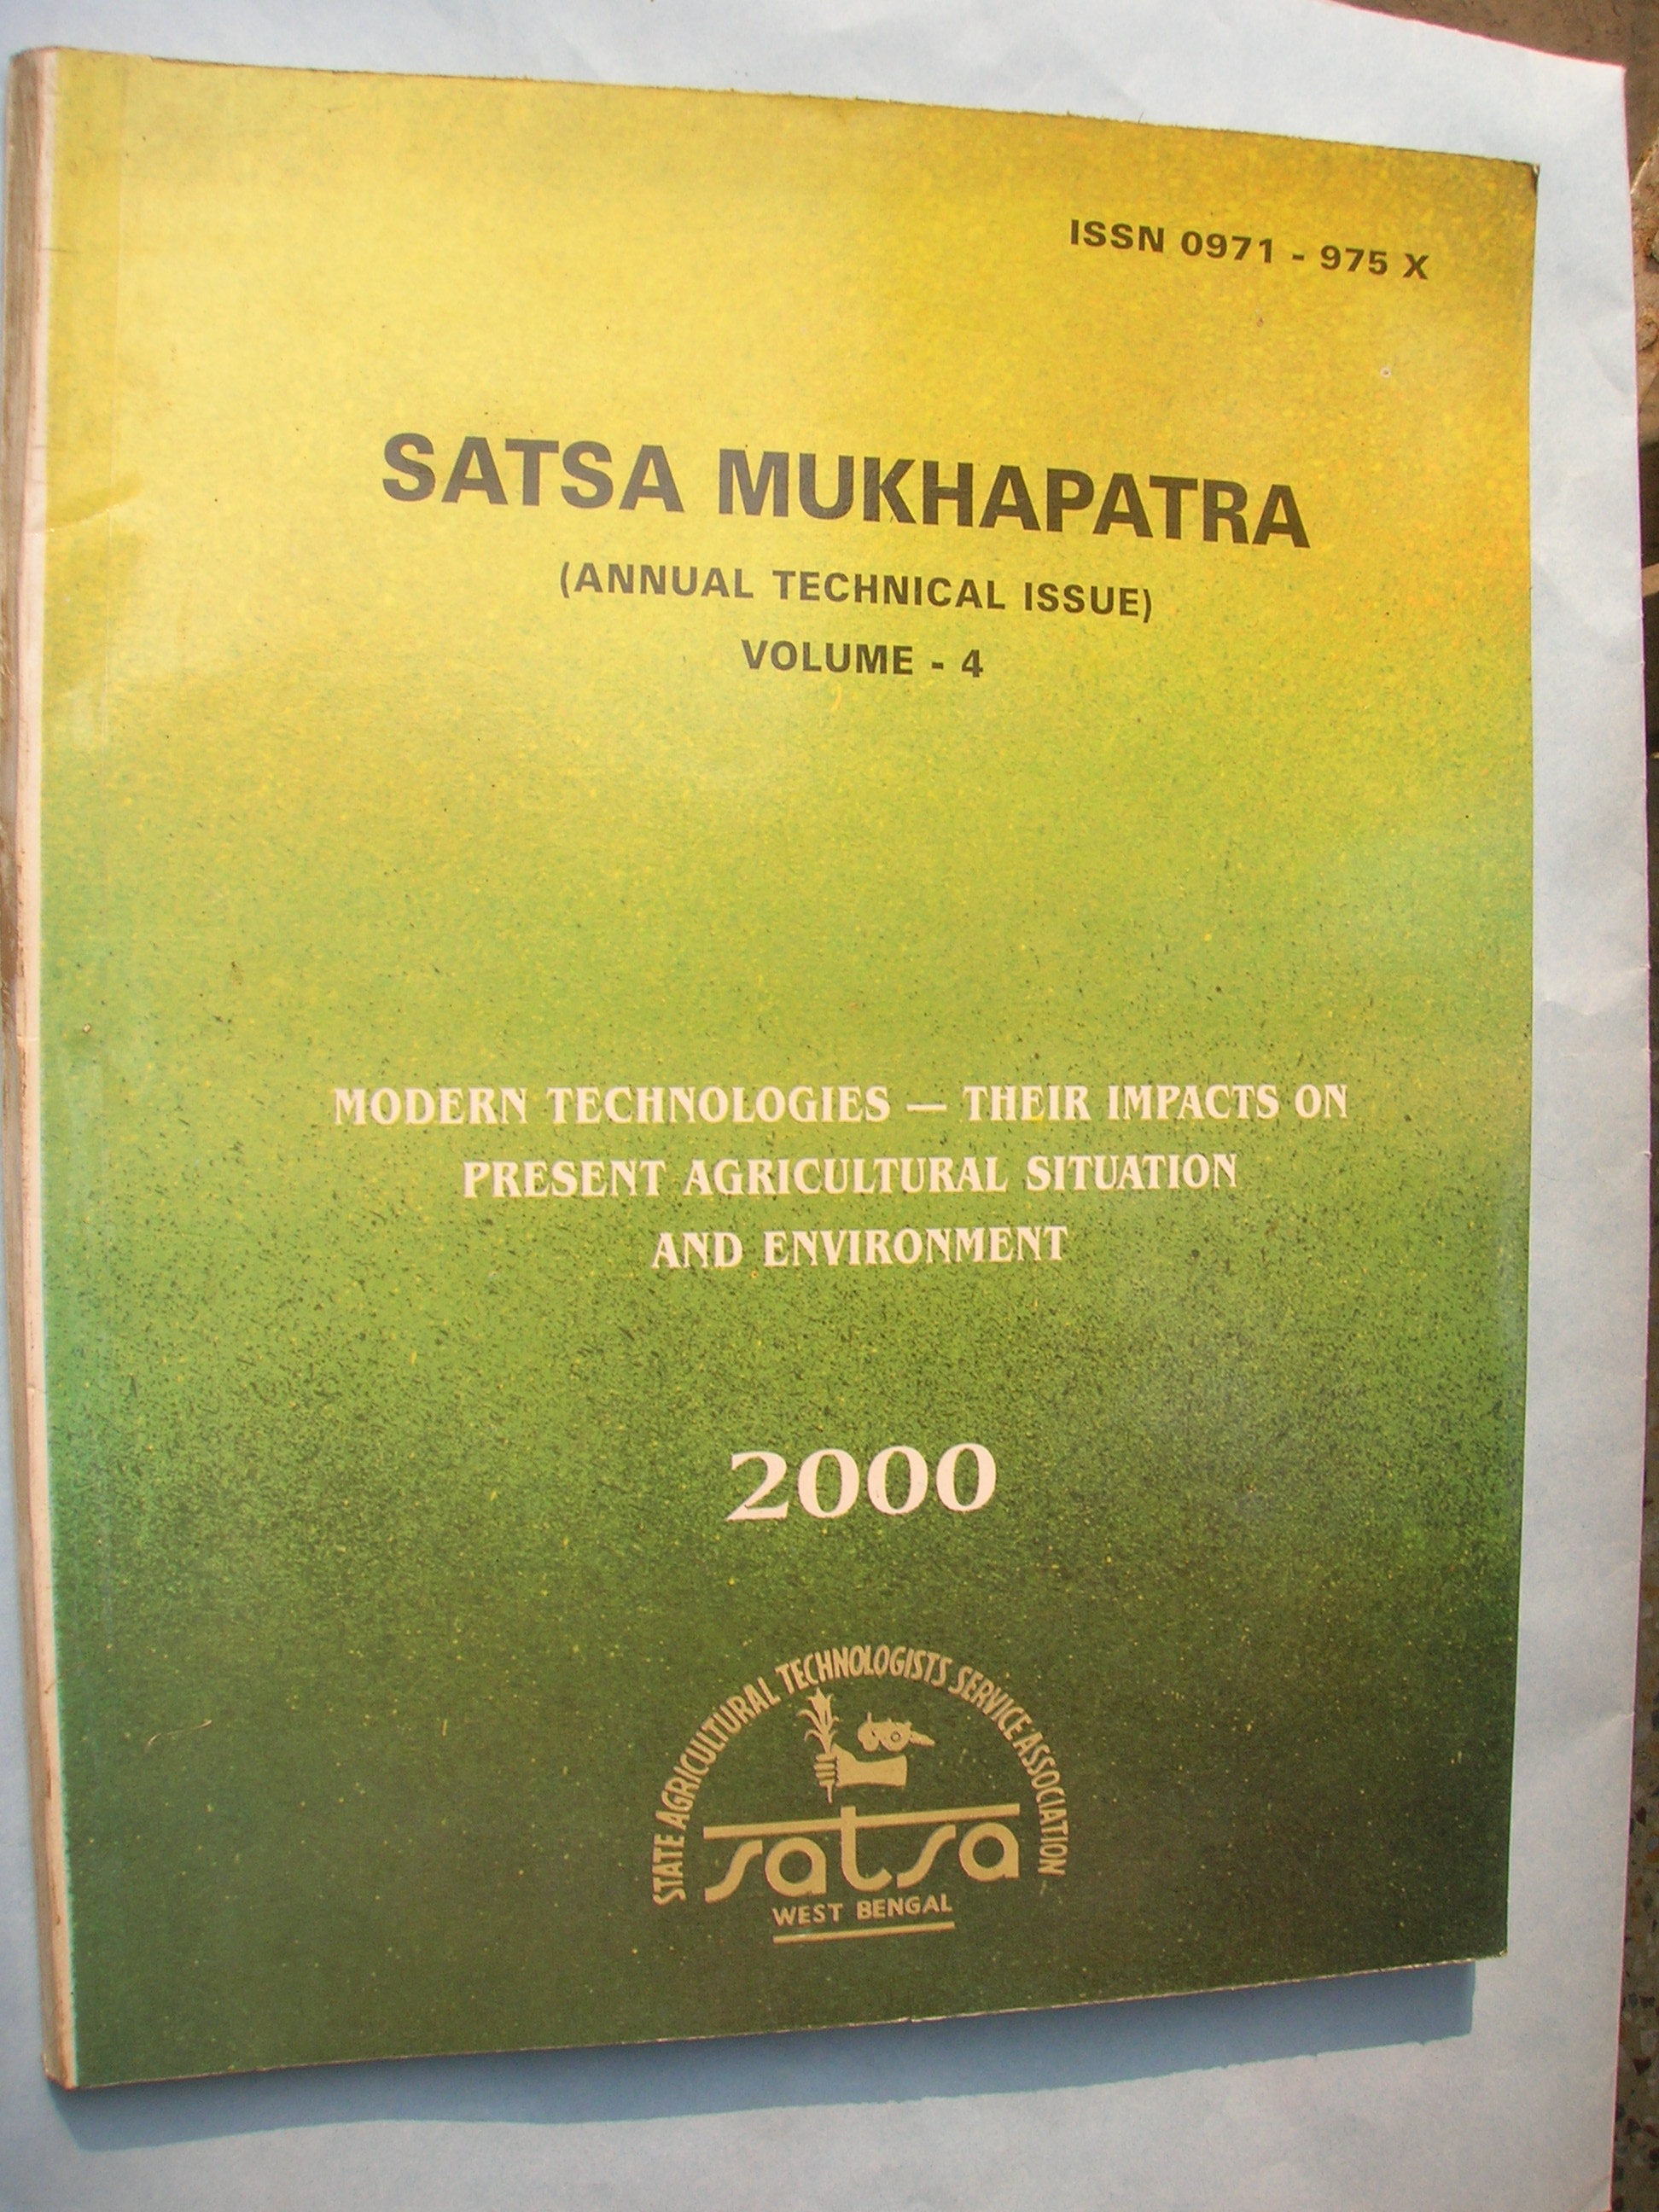 ISSN 0971 - 975 X
SATSA MUKHAPATRA
(ANNUAL TECHNICAL ISSUE)
VOLUME - 4
MODERN TECHNOLOGIES — THEIR IMPACTS ON
PRESENT AGRICULTURAL SITUATION
AND ENVIRONMENT
2000
STATE AGRICULTURAL TECHNOLOGISTS SERVICE ASSOCIATION
satsa
WEST BENGAL